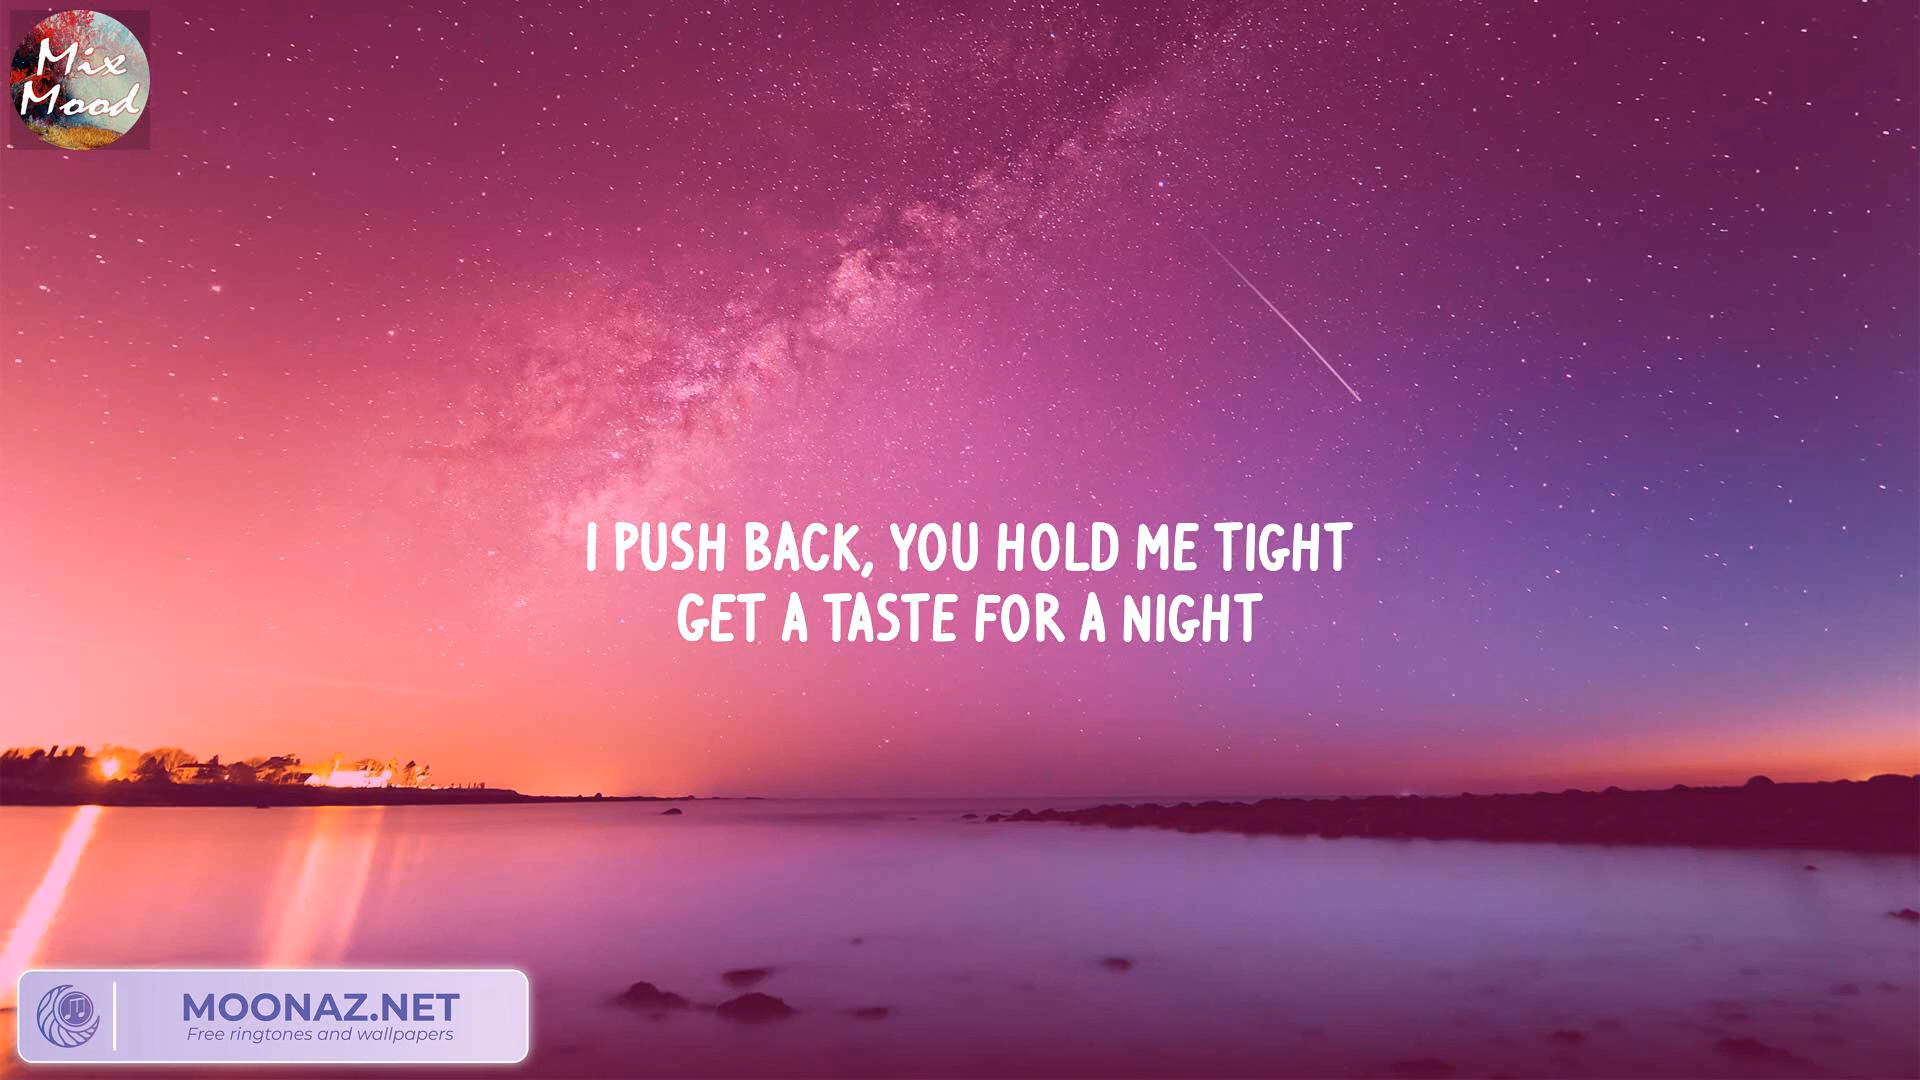 Mix
Mood
I PUSH BACK, YOU HOLD ME TIGHT
GET A TASTE FOR A NIGHT
MOONAZ.NET
Free ringtones and wallpapers